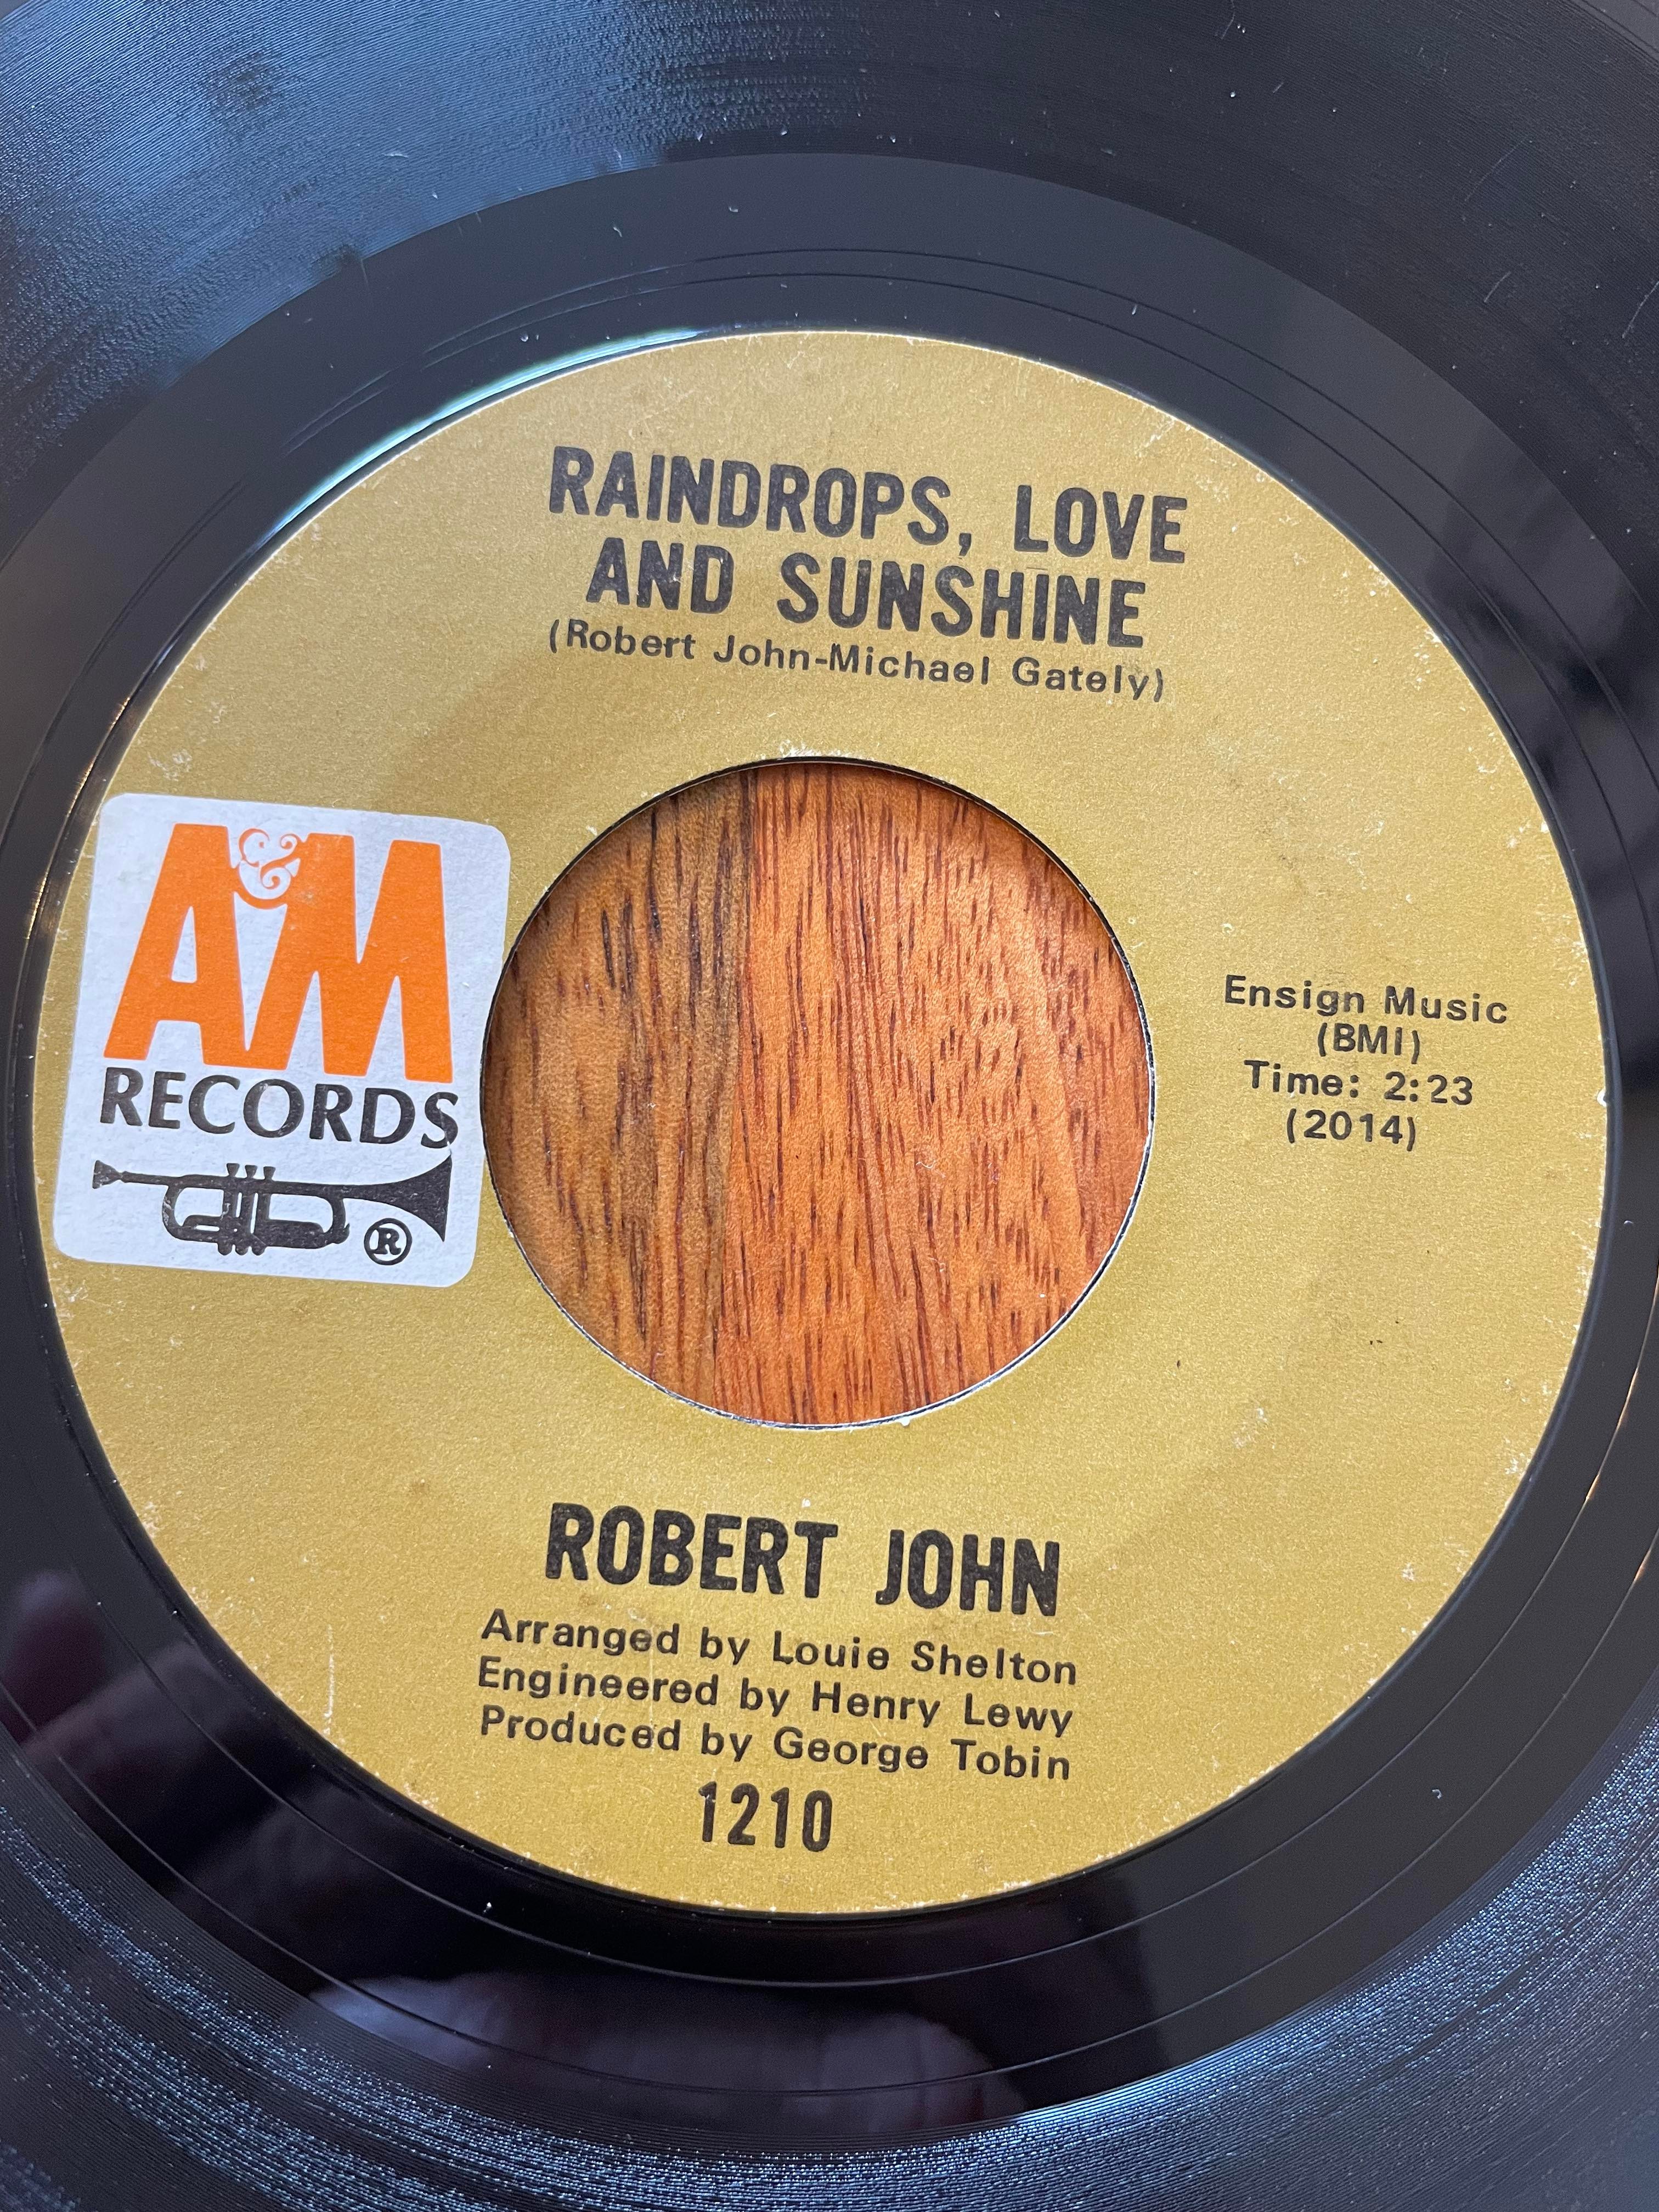 RAINDROPS, LOVE
AND SUNSHINE
(Robert John-Michael Gately)
A&M
RECORDS
®
Ensign Music
(BMI)
Time: 2:23
(2014)
ROBERT JOHN
Arranged by Louie Shelton
Engineered by Henry Lewy
Produced by George Tobin
1210